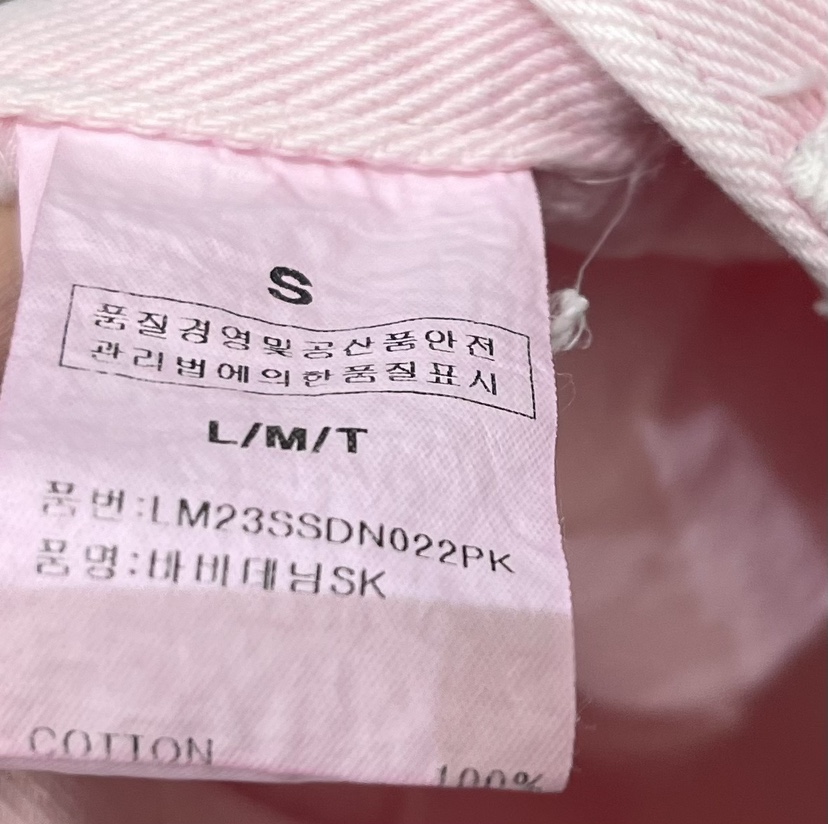 S
품질경영및공산품안전
관리법에의한품질표시
L/M/T
품번:LM23SSDN022PK
품명:바비데님SK
COTTON 100%